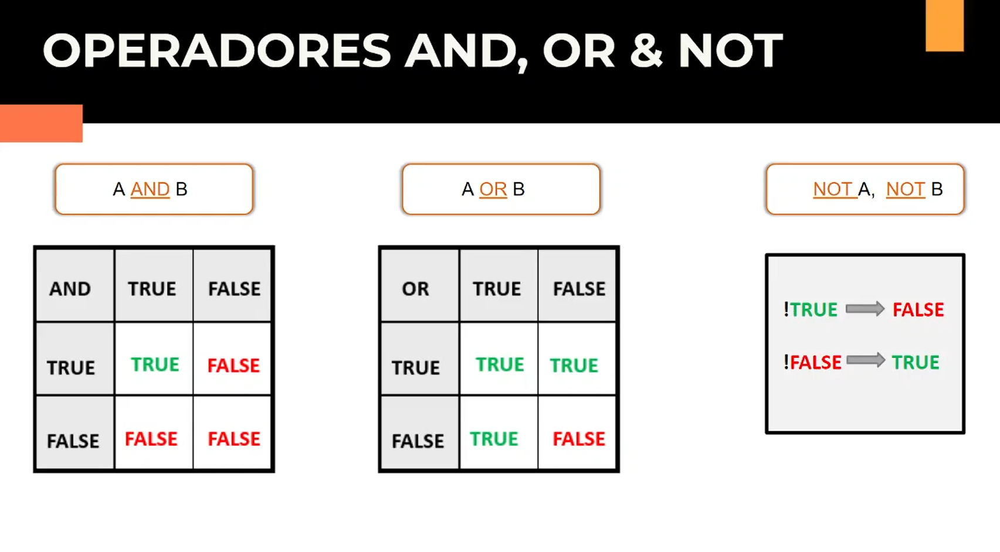 OPERADORES AND, OR & NOT
A AND B
A OR B
NOT A, NOT B
AND TRUE FALSE
TRUE TRUE FALSE
FALSE FALSE FALSE
OR TRUE FALSE
TRUE TRUE TRUE
FALSE TRUE FALSE
!TRUE FALSE
!FALSE TRUE